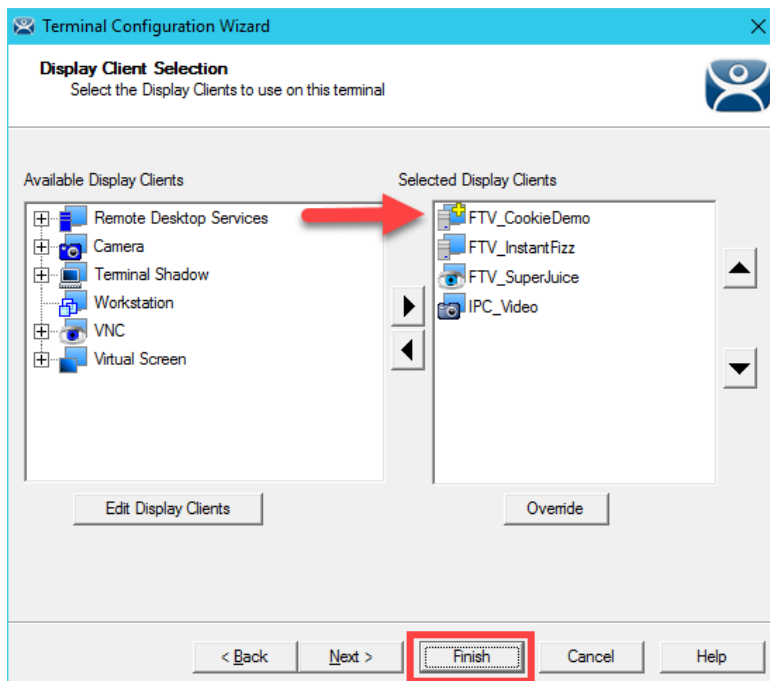 Terminal Configuration Wizard
Display Client Selection
Select the Display Clients to use on this terminal
Available Display Clients
Remote Desktop Services
Camera
Terminal Shadow
Workstation
VNC
Virtual Screen
Edit Display Clients
Selected Display Clients
FTV_CookieDemo
FTV_InstantFizz
FTV_SuperJuice
IPC_Video
Override
< Back
Next >
Finish
Cancel
Help